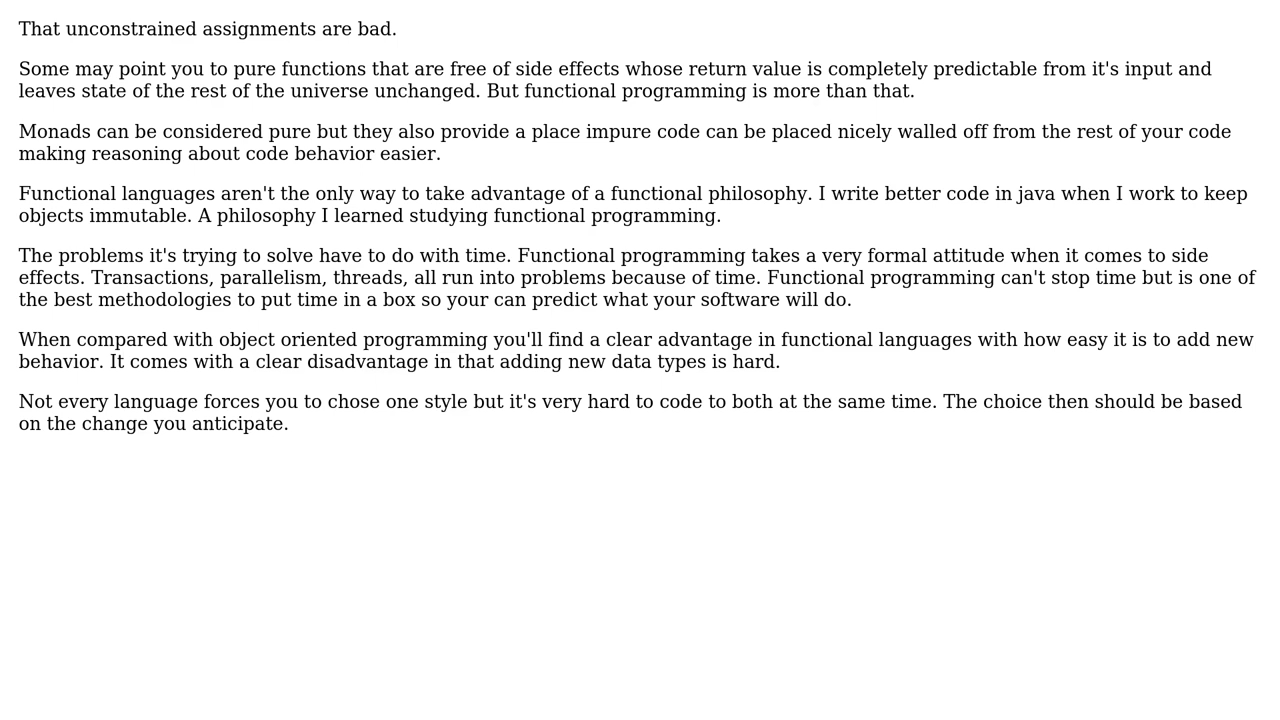 That unconstrained assignments are bad.
Some may point you to pure functions that are free of side effects whose return value is completely predictable from it's input and
leaves state of the rest of the universe unchanged. But functional programming is more than that.
Monads can be considered pure but they also provide a place impure code can be placed nicely walled off from the rest of your code
making reasoning about code behavior easier.
Functional languages aren't the only way to take advantage of a functional philosophy. I write better code in java when I work to keep
objects immutable. A philosophy I learned studying functional programming.
The problems it's trying to solve have to do with time. Functional programming takes a very formal attitude when it comes to side
effects. Transactions, parallelism, threads, all run into problems because of time. Functional programming can't stop time but is one of
the best methodologies to put time in a box so your can predict what your software will do.
When compared with object oriented programming you'll find a clear advantage in functional languages with how easy it is to add new
behavior. It comes with a clear disadvantage in that adding new data types is hard.
Not every language forces you to chose one style but it's very hard to code to both at the same time. The choice then should be based
on the change you anticipate.